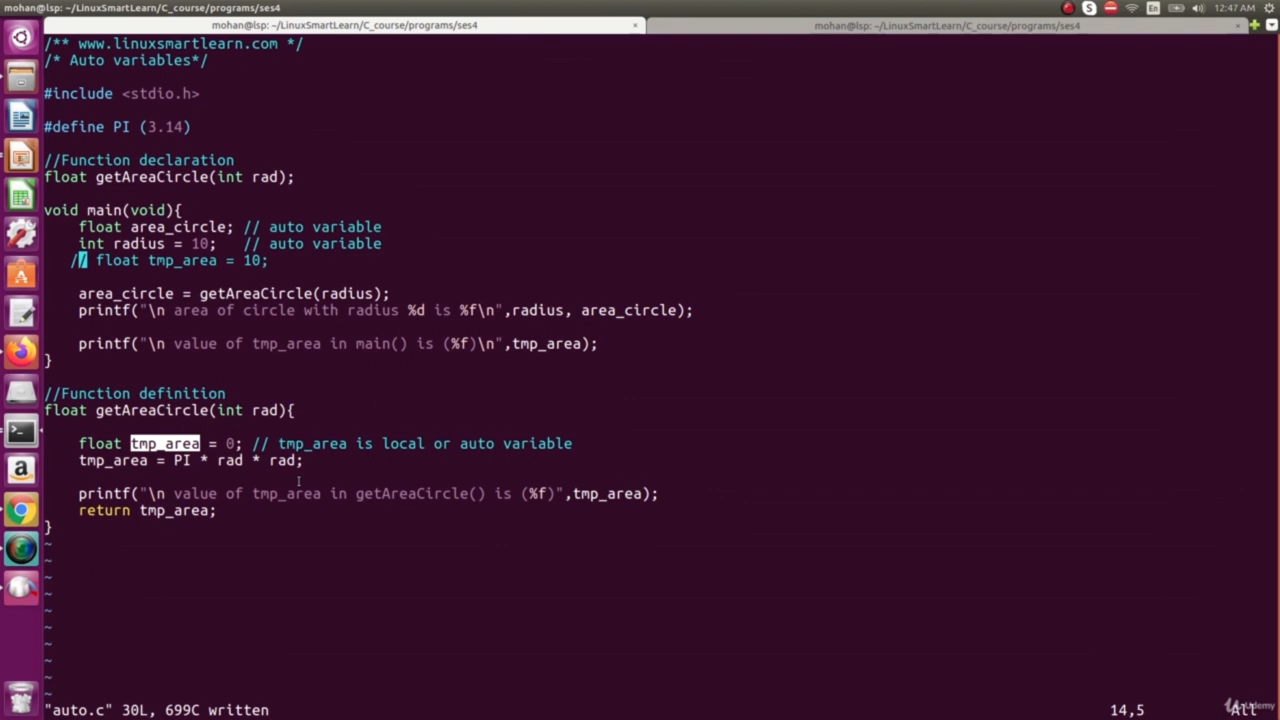 mohan@lsp: ~/LinuxSmartLearn/C_course/programs/ses4
En
12:47 AM
mohan@lsp: ~/LinuxSmartLearn/C_course/programs/ses4
mohan@lsp: ~/LinuxSmartLearn/C_course/programs/ses4
/** www.linuxsmartlearn.com */
/* Auto variables*/
#include <stdio.h>
#define PI (3.14)
//Function declaration
float getAreaCircle(int rad);
void main(void){
    float area_circle; // auto variable
    int radius = 10;   // auto variable
   // float tmp_area = 10;
    area_circle = getAreaCircle(radius);
    printf("\n area of circle with radius %d is %f\n",radius, area_circle);
    printf("\n value of tmp_area in main() is (%f)\n",tmp_area);
}
//Function definition
float getAreaCircle(int rad){
    float tmp_area = 0; // tmp_area is local or auto variable
    tmp_area = PI * rad * rad;
    printf("\n value of tmp_area in getAreaCircle() is (%f)",tmp_area);
    return tmp_area;
}
~
~
~
~
~
~
~
~
~
~
"auto.c" 30L, 699C written
14,5
All
Udemy